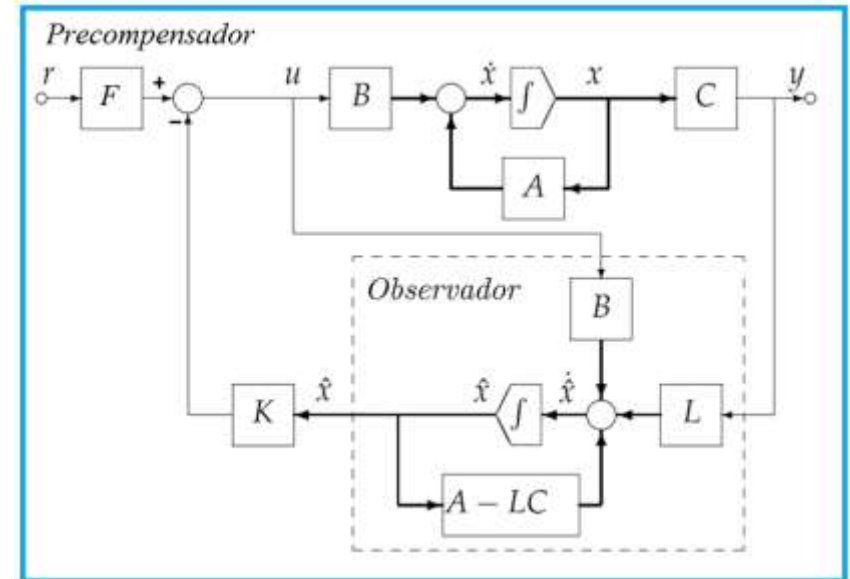 Precompensador
r F + − u B ẋ ∫ x C y
A
Observador
B
K x̂ x̂ ∫ x̂̇ L
A − LC